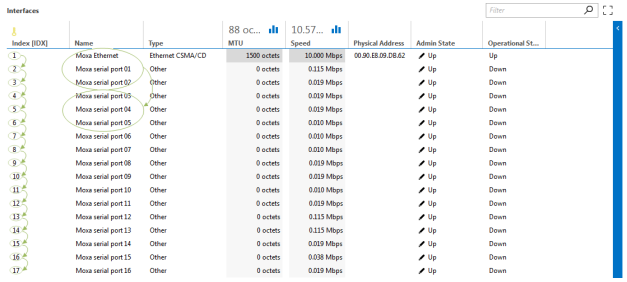 Interfaces
Filter
88 oc... 10.57...
Index [IDX] Name Type MTU Speed Physical Address Admin State Operational St...
1 Moxa Ethernet Ethernet CSMA/CD 1500 octets 10.000 Mbps 00.90.E8.09.DB.62 Up Up
2 Moxa serial port 01 Other 0 octets 0.115 Mbps Up Down
3 Moxa serial port 02 Other 0 octets 0.019 Mbps Up Down
4 Moxa serial port 03 Other 0 octets 0.019 Mbps Up Down
5 Moxa serial port 04 Other 0 octets 0.019 Mbps Up Down
6 Moxa serial port 05 Other 0 octets 0.010 Mbps Up Down
7 Moxa serial port 06 Other 0 octets 0.010 Mbps Up Down
8 Moxa serial port 07 Other 0 octets 0.010 Mbps Up Down
9 Moxa serial port 08 Other 0 octets 0.019 Mbps Up Down
10 Moxa serial port 09 Other 0 octets 0.019 Mbps Up Down
11 Moxa serial port 10 Other 0 octets 0.010 Mbps Up Down
12 Moxa serial port 11 Other 0 octets 0.019 Mbps Up Down
13 Moxa serial port 12 Other 0 octets 0.115 Mbps Up Down
14 Moxa serial port 13 Other 0 octets 0.115 Mbps Up Down
15 Moxa serial port 14 Other 0 octets 0.019 Mbps Up Down
16 Moxa serial port 15 Other 0 octets 0.038 Mbps Up Down
17 Moxa serial port 16 Other 0 octets 0.019 Mbps Up Down